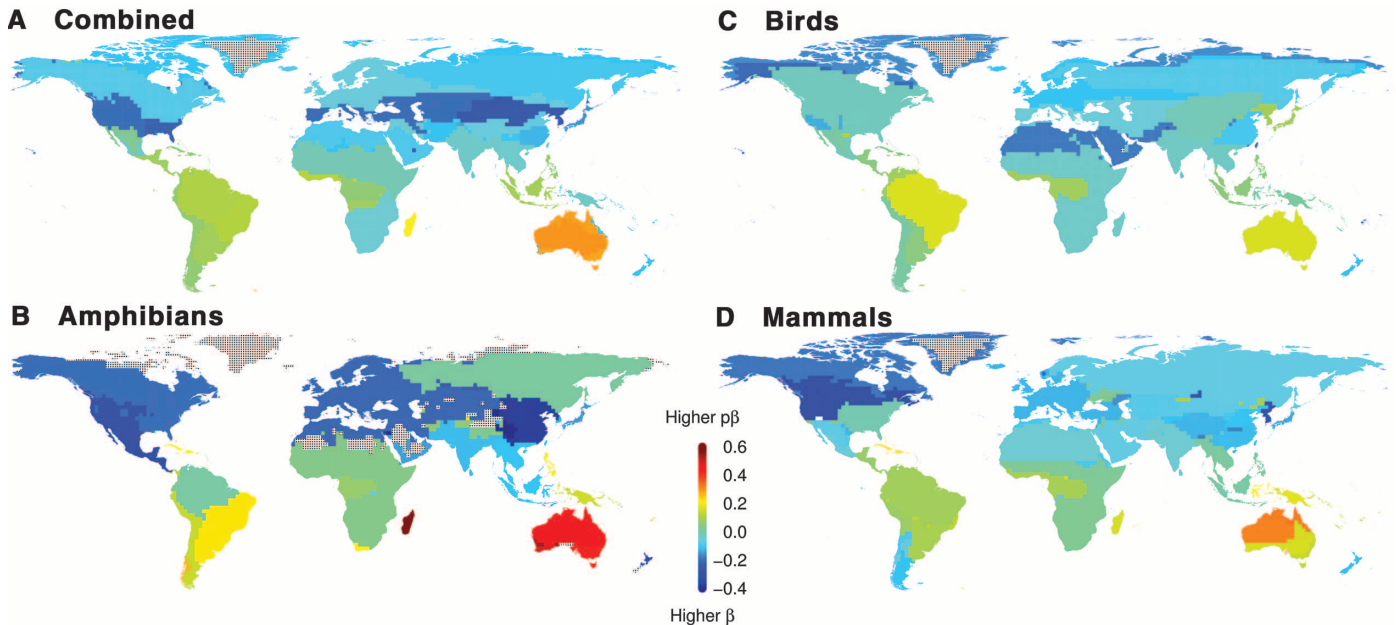 A Combined
C Birds
B Amphibians
D Mammals
Higher pβ
0.6
0.4
0.2
0.0
−0.2
−0.4
Higher β